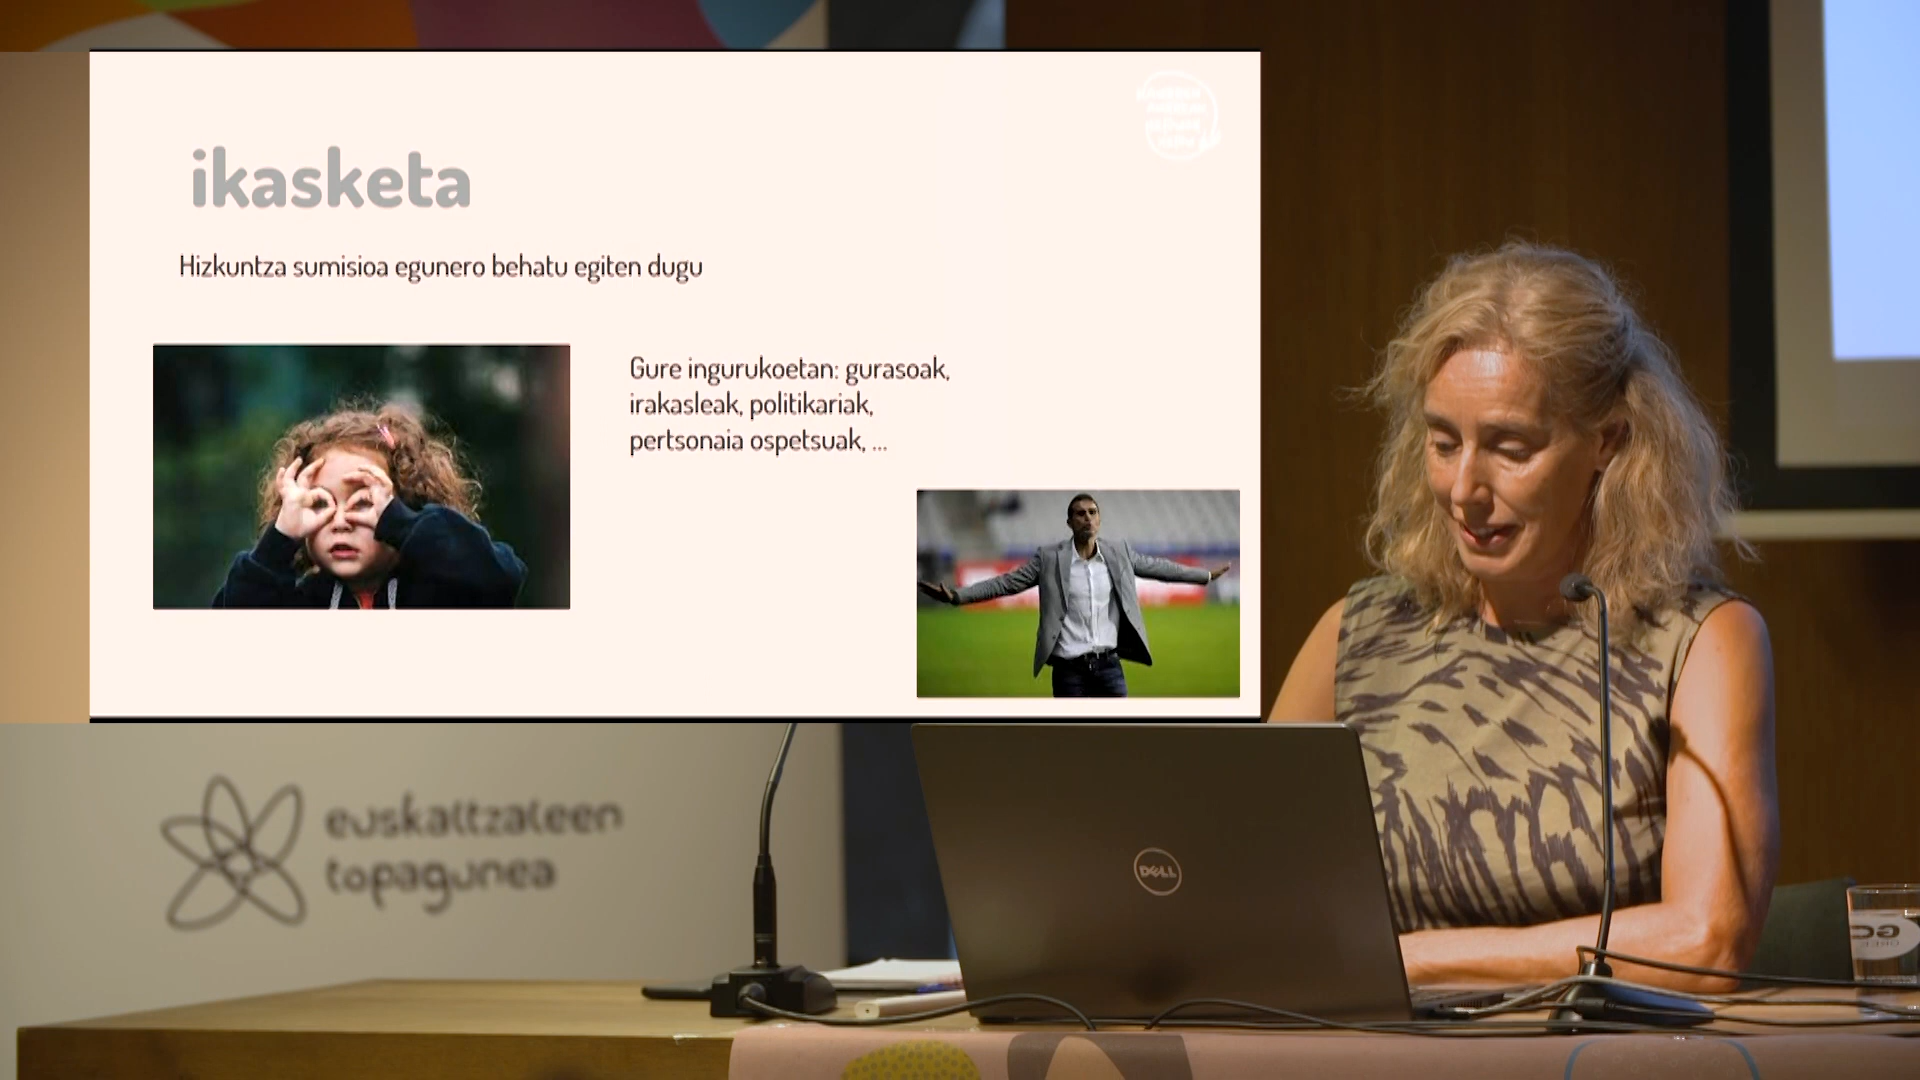 ikasketa
Hizkuntza sumisioa egunero behatu egiten dugu
Gure ingurukoetan: gurasoak,
irakasleak, politikariak,
pertsonaia ospetsuak, ...
euskaltzaleen
topagunea
DELL